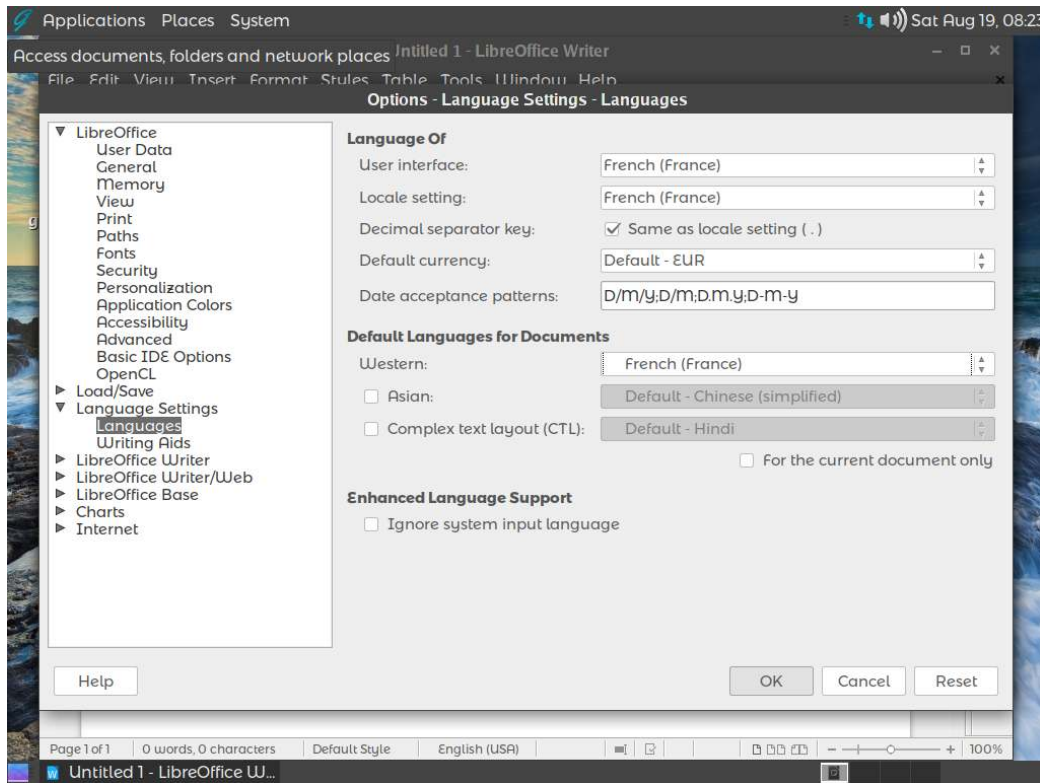 Applications Places System
Sat Aug 19, 08:23
Access documents, folders and network places
Untitled 1 - LibreOffice Writer
File Edit View Insert Format Styles Table Tools Window Help
Options - Language Settings - Languages
LibreOffice
User Data
General
Memory
View
Print
Paths
Fonts
Security
Personalization
Application Colors
Accessibility
Advanced
Basic IDE Options
OpenCL
Load/Save
Language Settings
Languages
Writing Aids
LibreOffice Writer
LibreOffice Writer/Web
LibreOffice Base
Charts
Internet
Language Of
User interface: French (France)
Locale setting: French (France)
Decimal separator key: Same as locale setting ( . )
Default currency: Default - EUR
Date acceptance patterns: D/M/Y;D/M;D.M.Y;D-M-Y
Default Languages for Documents
Western: French (France)
Asian: Default - Chinese (simplified)
Complex text layout (CTL): Default - Hindi
For the current document only
Enhanced Language Support
Ignore system input language
Help OK Cancel Reset
Page 1 of 1 0 words, 0 characters Default Style English (USA) 100%
Untitled 1 - LibreOffice W...